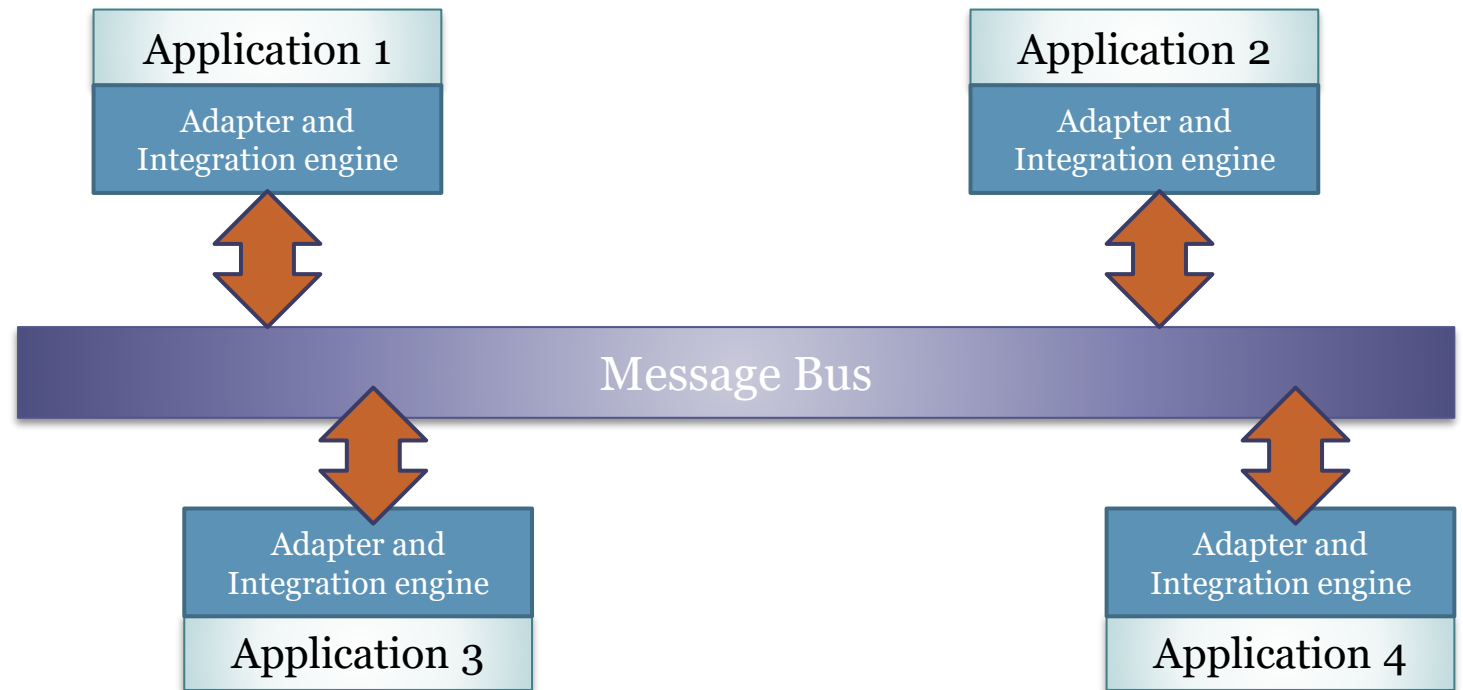 Application 1
Adapter and
Integration engine
Application 2
Adapter and
Integration engine
Message Bus
Adapter and
Integration engine
Application 3
Adapter and
Integration engine
Application 4